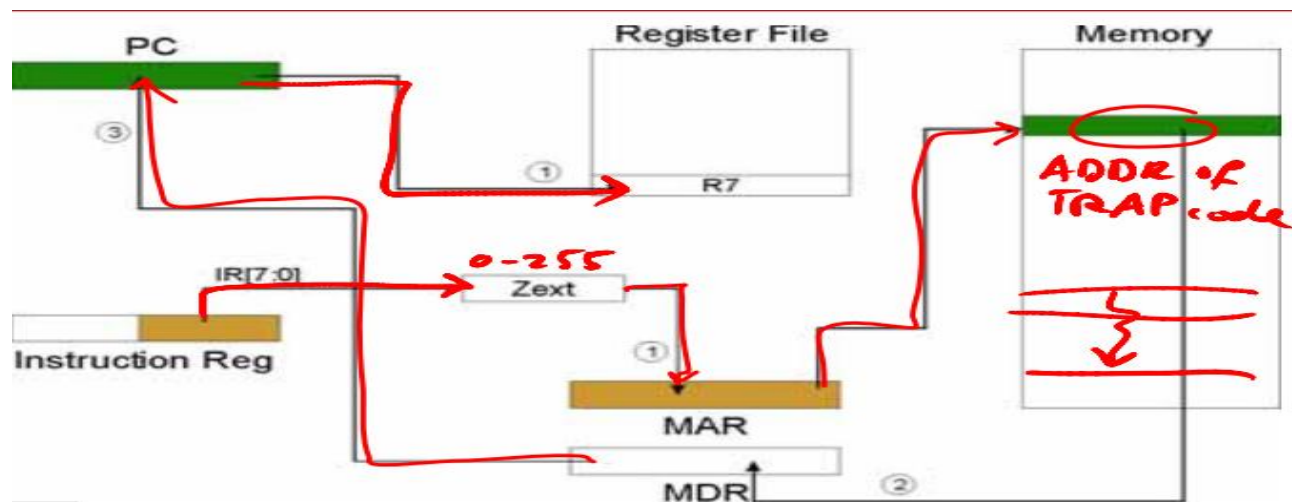 PC
Register File
Memory
③
①
R7
ADDR of
TRAP code
0-255
IR[7:0]
Zext
Instruction Reg
①
MAR
MDR
②